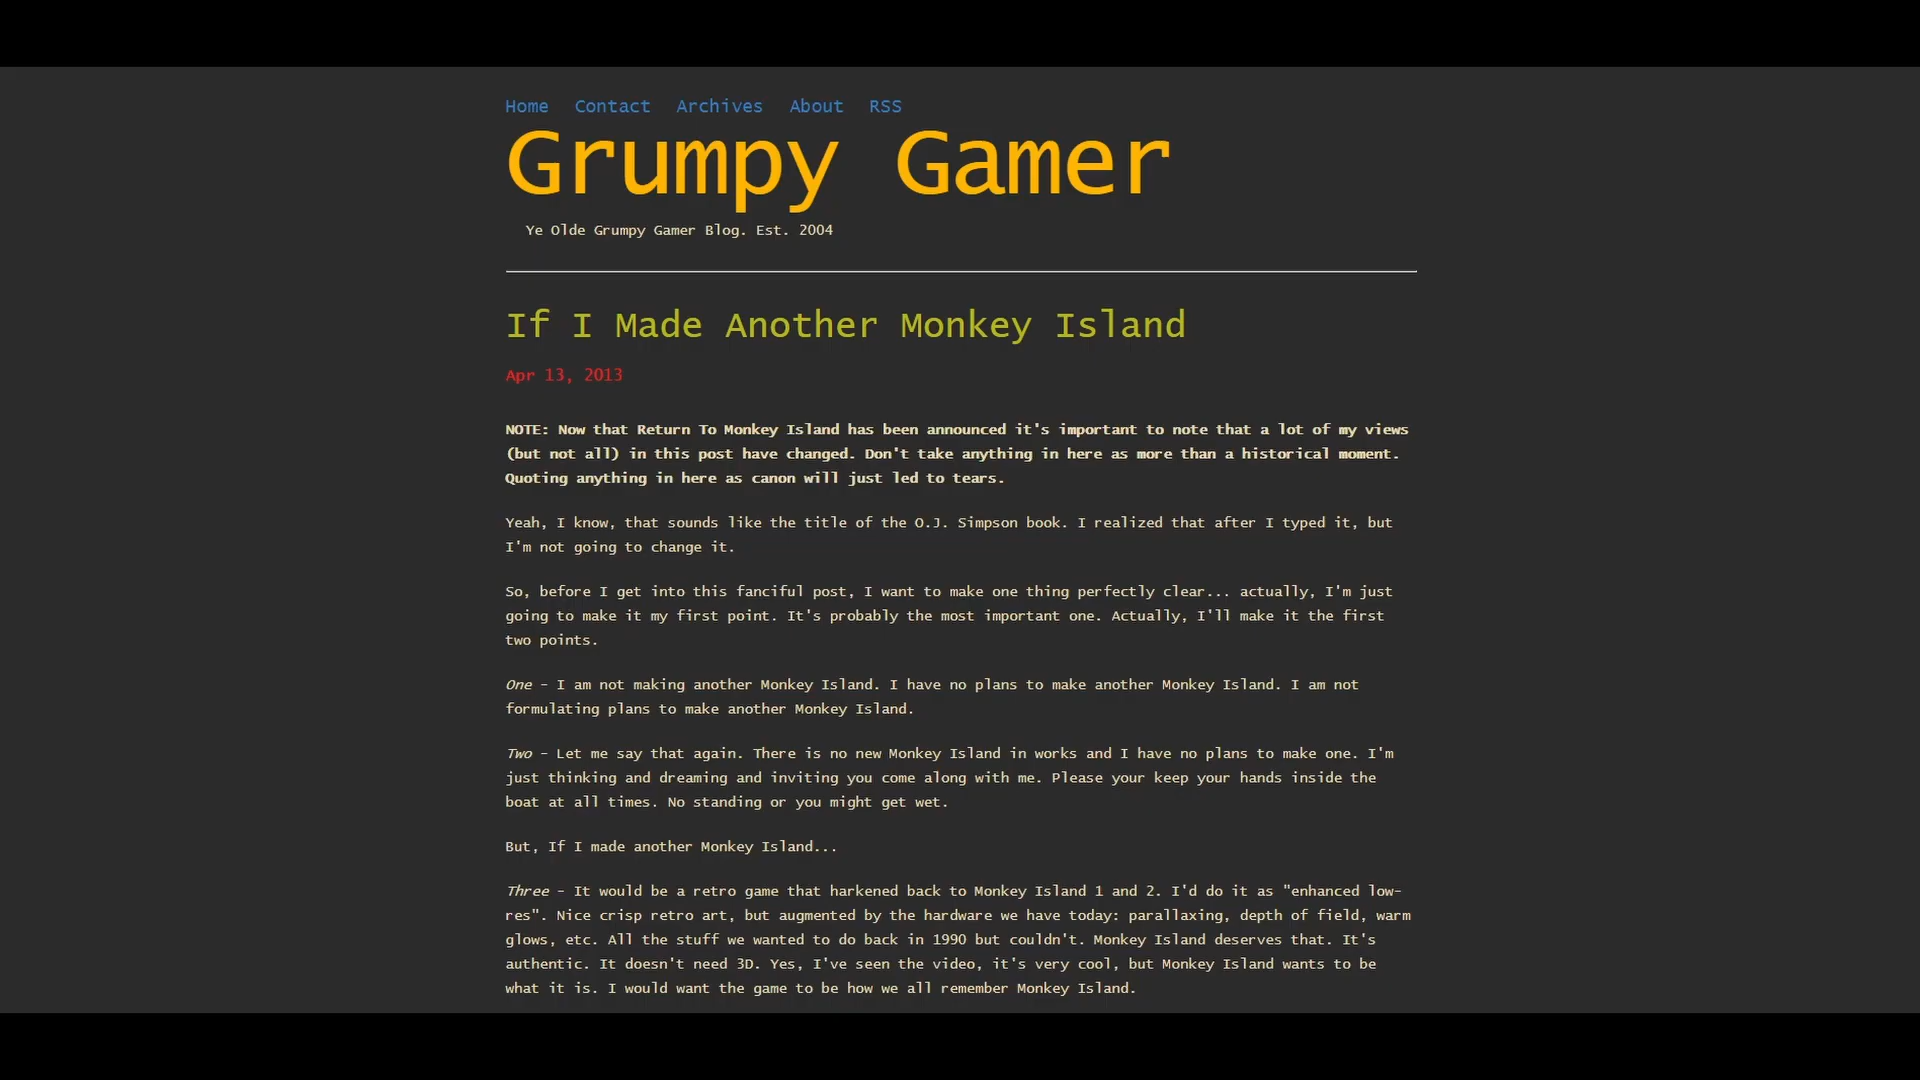 Home Contact Archives About RSS
Grumpy Gamer
Ye Olde Grumpy Gamer Blog. Est. 2004
If I Made Another Monkey Island
Apr 13, 2013
NOTE: Now that Return To Monkey Island has been announced it's important to note that a lot of my views
(but not all) in this post have changed. Don't take anything in here as more than a historical moment.
Quoting anything in here as canon will just led to tears.
Yeah, I know, that sounds like the title of the O.J. Simpson book. I realized that after I typed it, but
I'm not going to change it.
So, before I get into this fanciful post, I want to make one thing perfectly clear... actually, I'm just
going to make it my first point. It's probably the most important one. Actually, I'll make it the first
two points.
One - I am not making another Monkey Island. I have no plans to make another Monkey Island. I am not
formulating plans to make another Monkey Island.
Two - Let me say that again. There is no new Monkey Island in works and I have no plans to make one. I'm
just thinking and dreaming and inviting you come along with me. Please your keep your hands inside the
boat at all times. No standing or you might get wet.
But, If I made another Monkey Island...
Three - It would be a retro game that harkened back to Monkey Island 1 and 2. I'd do it as "enhanced low-
res". Nice crisp retro art, but augmented by the hardware we have today: parallaxing, depth of field, warm
glows, etc. All the stuff we wanted to do back in 1990 but couldn't. Monkey Island deserves that. It's
authentic. It doesn't need 3D. Yes, I've seen the video, it's very cool, but Monkey Island wants to be
what it is. I would want the game to be how we all remember Monkey Island.